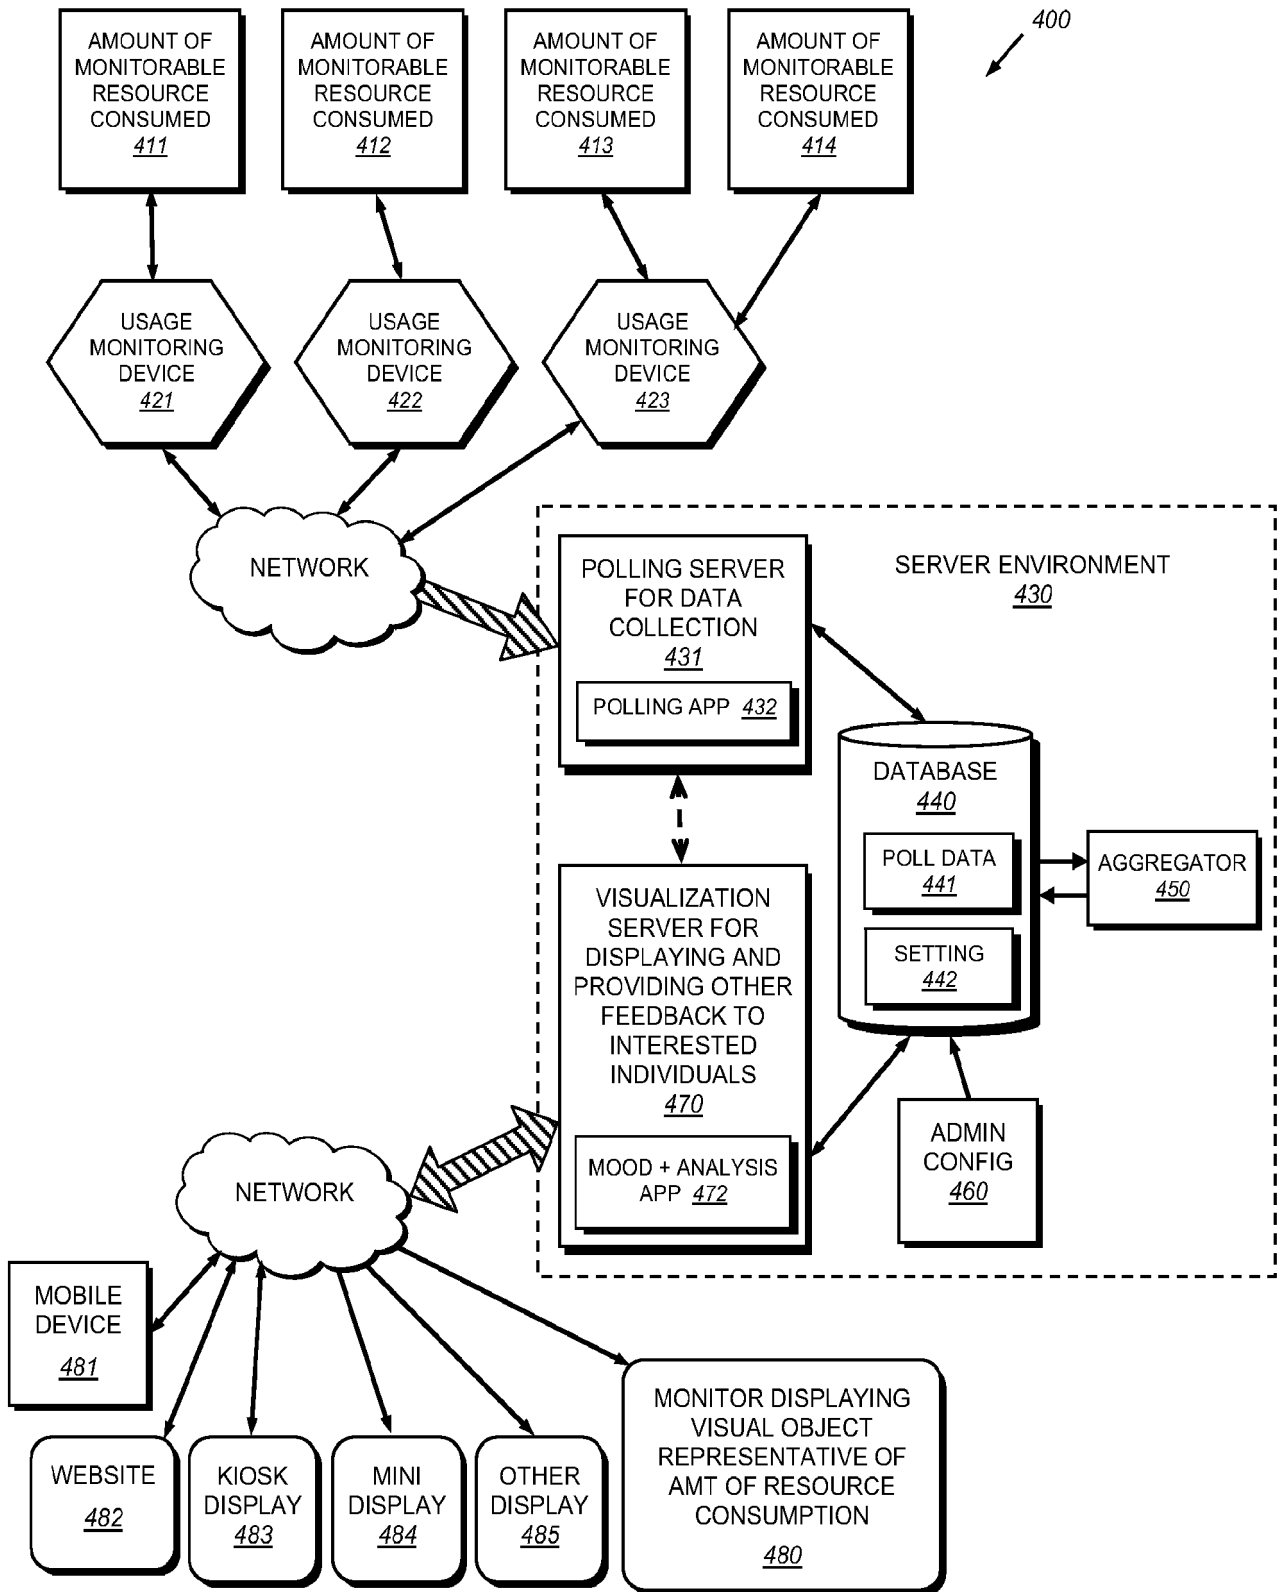 400
AMOUNT OF
MONITORABLE
RESOURCE
CONSUMED
411
AMOUNT OF
MONITORABLE
RESOURCE
CONSUMED
412
AMOUNT OF
MONITORABLE
RESOURCE
CONSUMED
413
AMOUNT OF
MONITORABLE
RESOURCE
CONSUMED
414
USAGE
MONITORING
DEVICE
421
USAGE
MONITORING
DEVICE
422
USAGE
MONITORING
DEVICE
423
NETWORK
SERVER ENVIRONMENT
430
POLLING SERVER
FOR DATA
COLLECTION
431
POLLING APP 432
DATABASE
440
POLL DATA
441
SETTING
442
AGGREGATOR
450
VISUALIZATION
SERVER FOR
DISPLAYING AND
PROVIDING OTHER
FEEDBACK TO
INTERESTED
INDIVIDUALS
470
MOOD + ANALYSIS
APP 472
ADMIN
CONFIG
460
NETWORK
MOBILE
DEVICE
481
WEBSITE
482
KIOSK
DISPLAY
483
MINI
DISPLAY
484
OTHER
DISPLAY
485
MONITOR DISPLAYING
VISUAL OBJECT
REPRESENTATIVE OF
AMT OF RESOURCE
CONSUMPTION
480